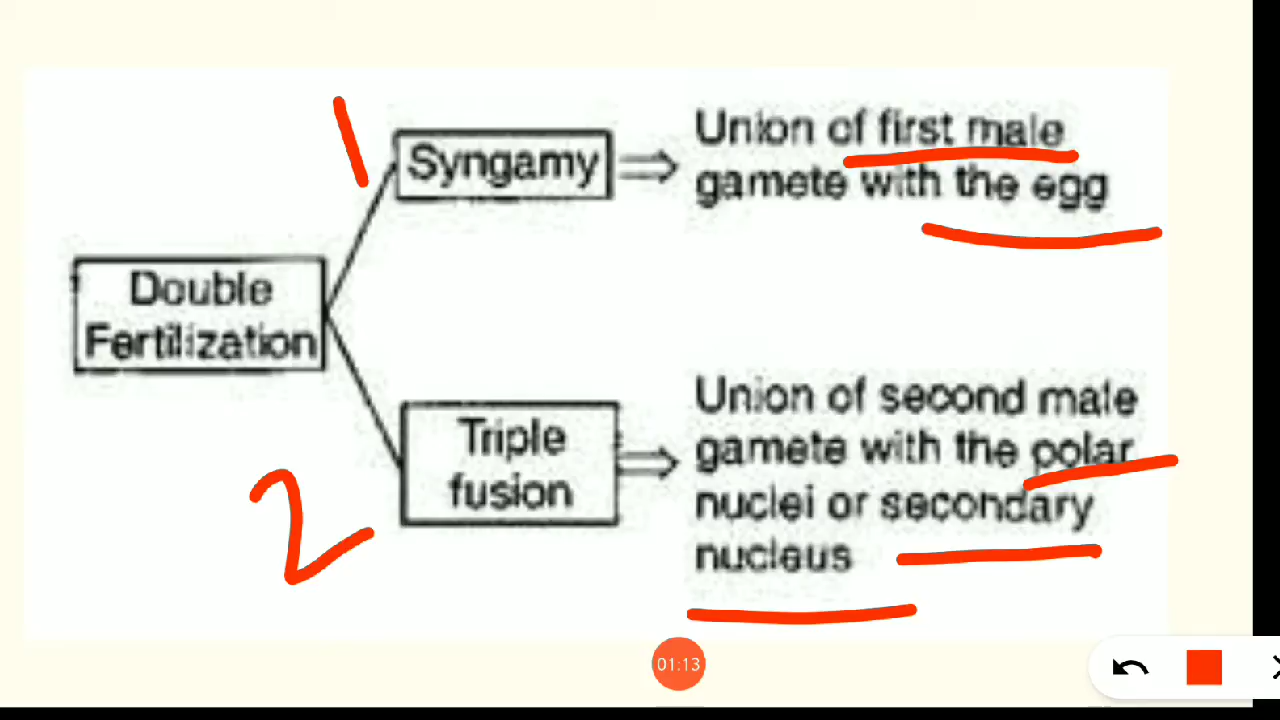 1
Syngamy
Union of first male
gamete with the egg
Double
Fertilization
2
Triple
fusion
Union of second male
gamete with the polar
nuclei or secondary
nucleus
01:13